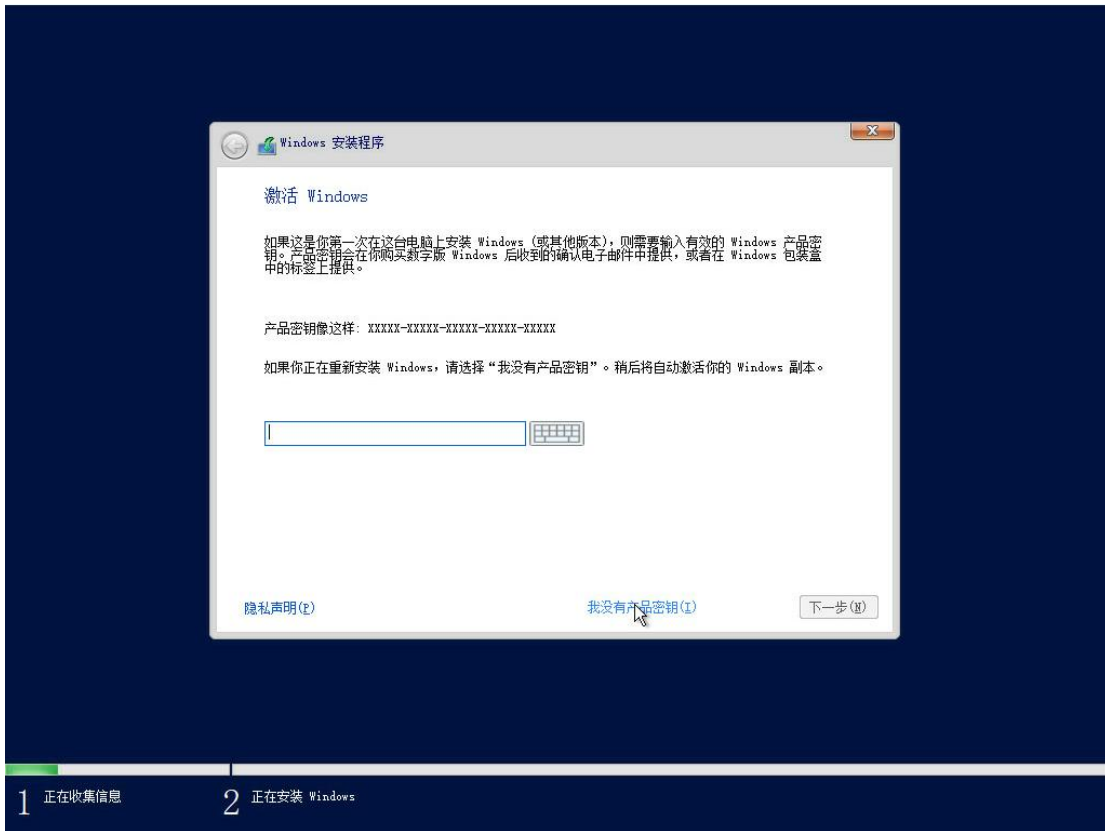 Windows 安装程序
激活 Windows
如果这是你第一次在这台电脑上安装 Windows (或其他版本)，则需要输入有效的 Windows 产品密
钥。产品密钥会在你购买数字版 Windows 后收到的确认电子邮件中提供，或者在 Windows 包装盒
中的标签上提供。
产品密钥像这样: XXXXX-XXXXX-XXXXX-XXXXX-XXXXX
如果你正在重新安装 Windows，请选择“我没有产品密钥”。稍后将自动激活你的 Windows 副本。
隐私声明(P) 我没有产品密钥(I) 下一步(N)
1 正在收集信息 2 正在安装 Windows